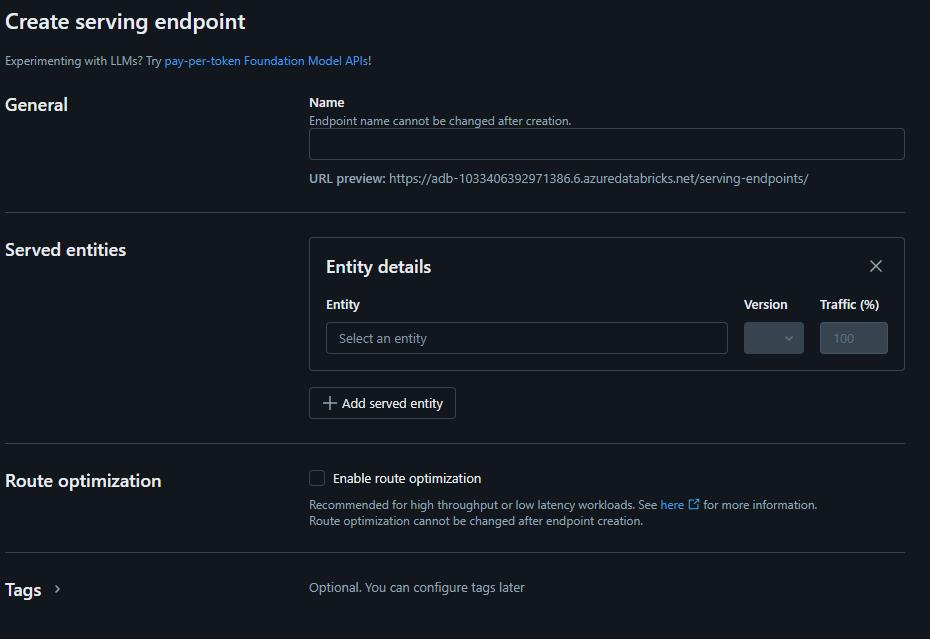 Create serving endpoint
Experimenting with LLMs? Try pay-per-token Foundation Model APIs!
General
Name
Endpoint name cannot be changed after creation.
URL preview: https://adb-1033406392971386.6.azuredatabricks.net/serving-endpoints/
Served entities
Entity details
Entity
Version
Traffic (%)
Select an entity
100
Add served entity
Route optimization
Enable route optimization
Recommended for high throughput or low latency workloads. See here for more information.
Route optimization cannot be changed after endpoint creation.
Tags
Optional. You can configure tags later